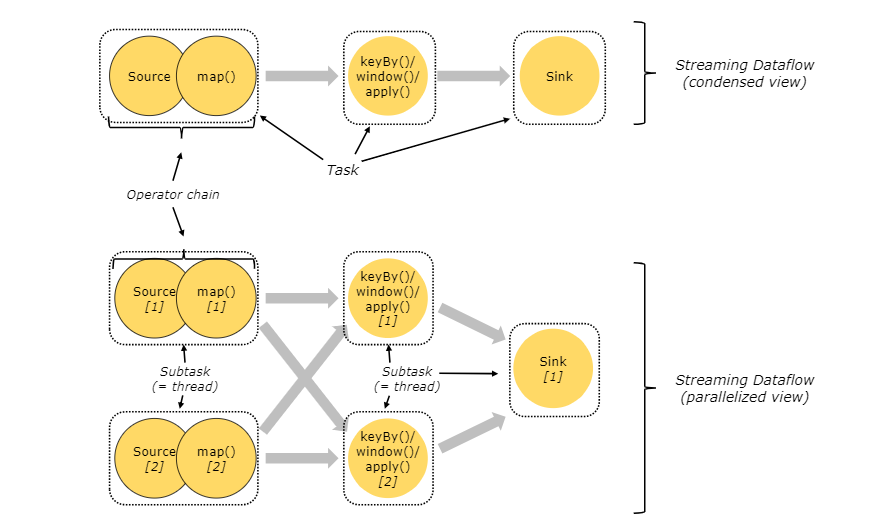 Source
map()
keyBy()/
window()/
apply()
Sink
Streaming Dataflow
(condensed view)
Task
Operator chain
Source
[1]
map()
[1]
keyBy()/
window()/
apply()
[1]
Subtask
(= thread)
Subtask
(= thread)
Sink
[1]
Streaming Dataflow
(parallelized view)
Source
[2]
map()
[2]
keyBy()/
window()/
apply()
[2]